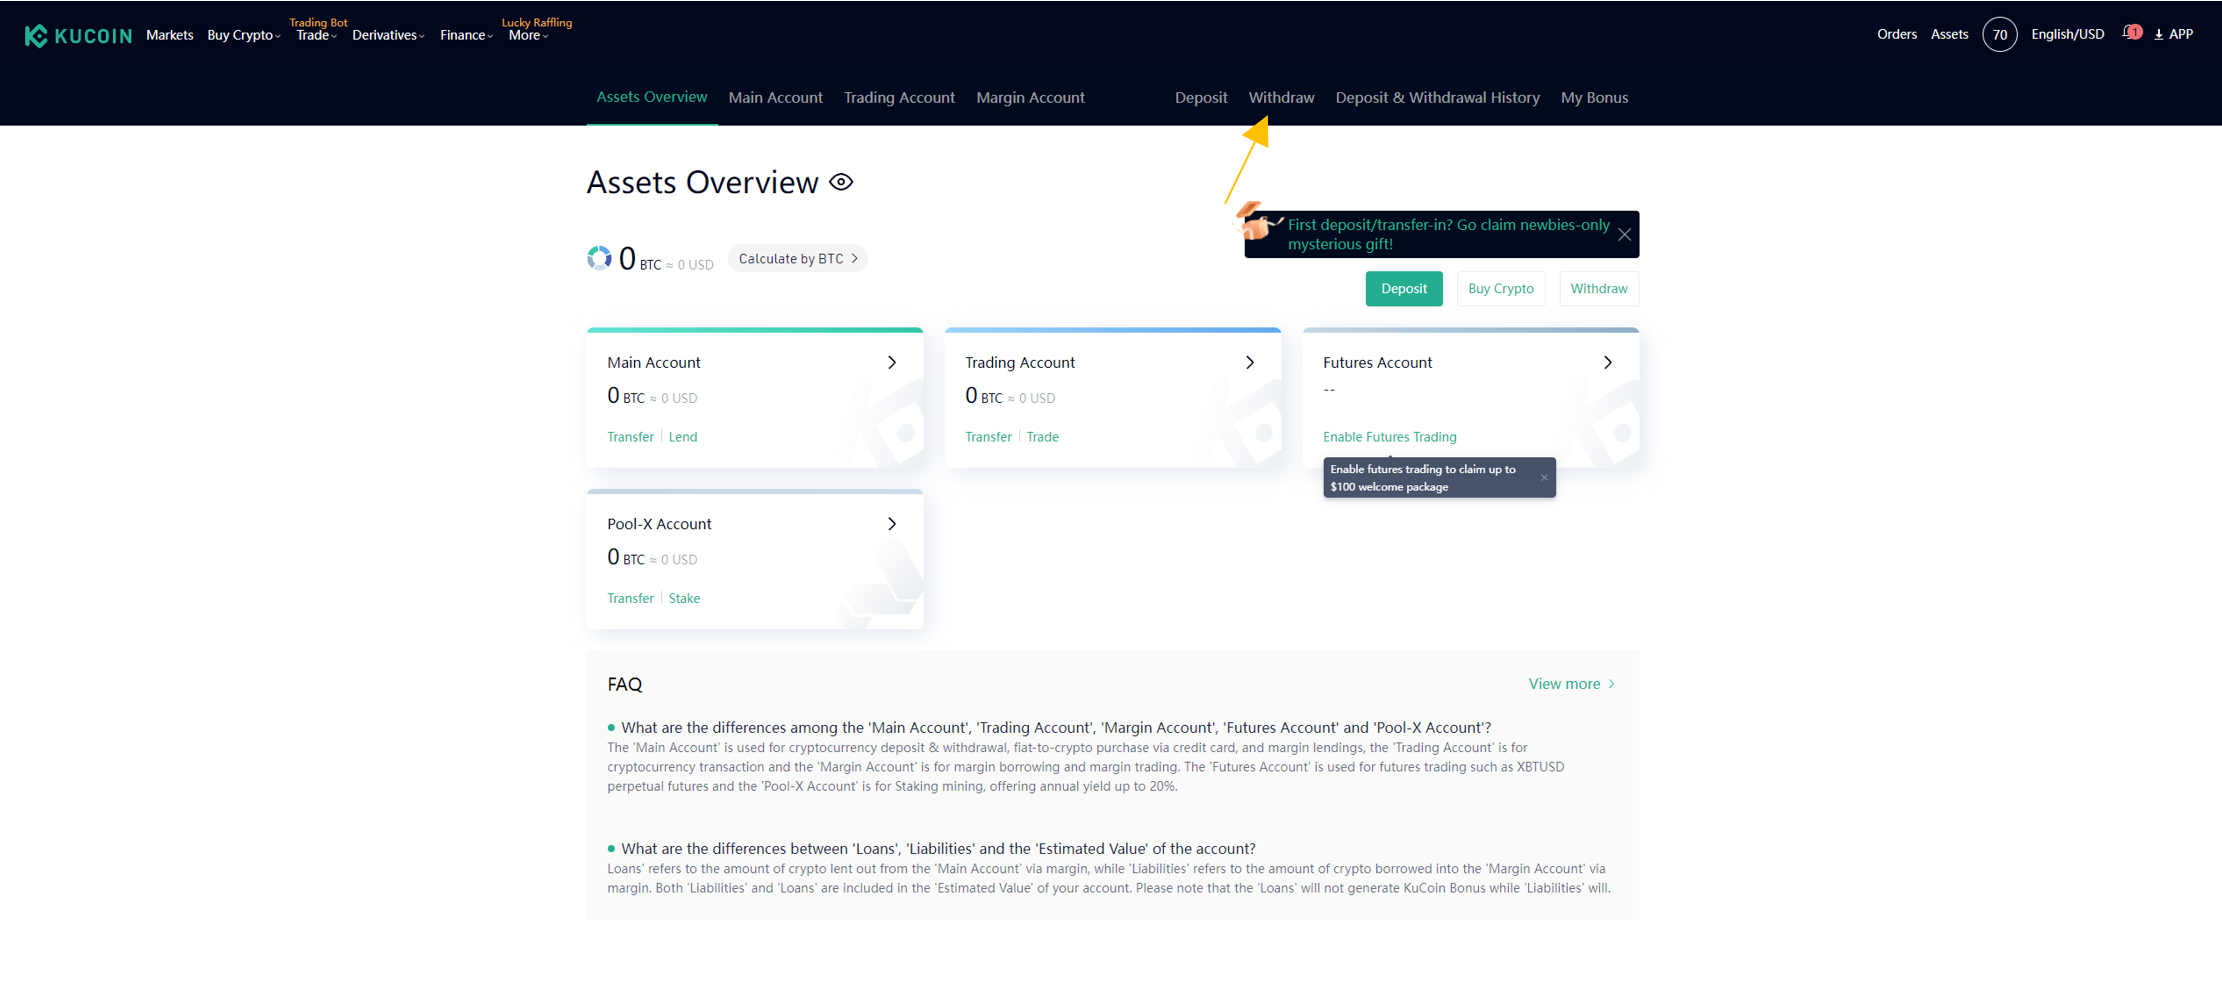 KUCOIN
Markets
Buy Crypto
Trading Bot
Trade
Derivatives
Finance
Lucky Raffling
More
Orders
Assets
70
English/USD
1
APP
Assets Overview
Main Account
Trading Account
Margin Account
Deposit
Withdraw
Deposit & Withdrawal History
My Bonus
Assets Overview
First deposit/transfer-in? Go claim newbies-only
mysterious gift!
0 BTC ≈ 0 USD
Calculate by BTC
Deposit
Buy Crypto
Withdraw
Main Account
0 BTC ≈ 0 USD
Transfer | Lend
Trading Account
0 BTC ≈ 0 USD
Transfer | Trade
Futures Account
--
Enable Futures Trading
Enable futures trading to claim up to
$100 welcome package
Pool-X Account
0 BTC ≈ 0 USD
Transfer | Stake
FAQ
View more
What are the differences among the 'Main Account', 'Trading Account', 'Margin Account', 'Futures Account' and 'Pool-X Account'?
The 'Main Account' is used for cryptocurrency deposit & withdrawal, fiat-to-crypto purchase via credit card, and margin lendings, the 'Trading Account' is for
cryptocurrency transaction and the 'Margin Account' is for margin borrowing and margin trading. The 'Futures Account' is used for futures trading such as XBTUSD
perpetual futures and the 'Pool-X Account' is for Staking mining, offering annual yield up to 20%.
What are the differences between 'Loans', 'Liabilities' and the 'Estimated Value' of the account?
Loans' refers to the amount of crypto lent out from the 'Main Account' via margin, while 'Liabilities' refers to the amount of crypto borrowed into the 'Margin Account' via
margin. Both 'Liabilities' and 'Loans' are included in the 'Estimated Value' of your account. Please note that the 'Loans' will not generate KuCoin Bonus while 'Liabilities' will.